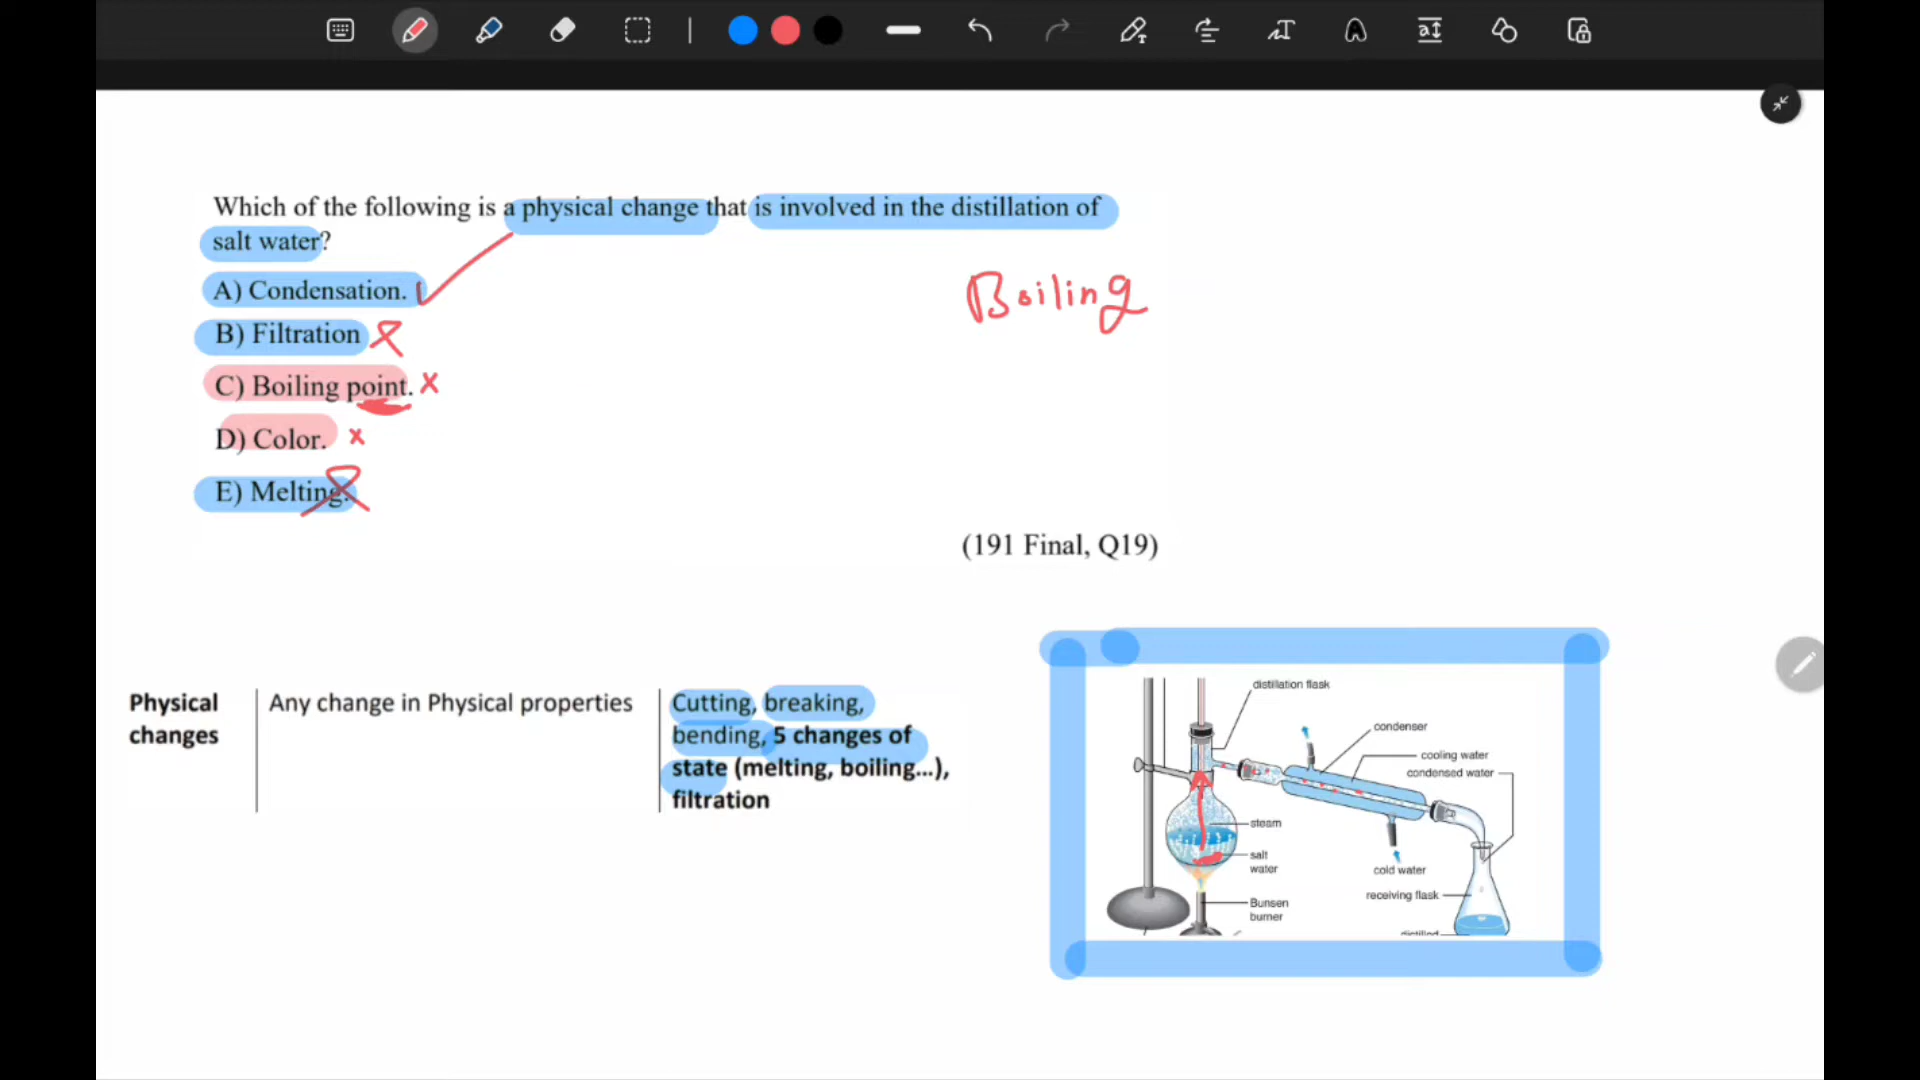 Which of the following is a physical change that is involved in the distillation of
salt water?
A) Condensation.
B) Filtration
C) Boiling point.
D) Color.
E) Melting.
Boiling
(191 Final, Q19)
Physical
changes
Any change in Physical properties
Cutting, breaking,
bending, 5 changes of
state (melting, boiling...),
filtration
distillation flask
condenser
cooling water
condensed water
steam
salt
water
cold water
receiving flask
Bunsen
burner
distilled